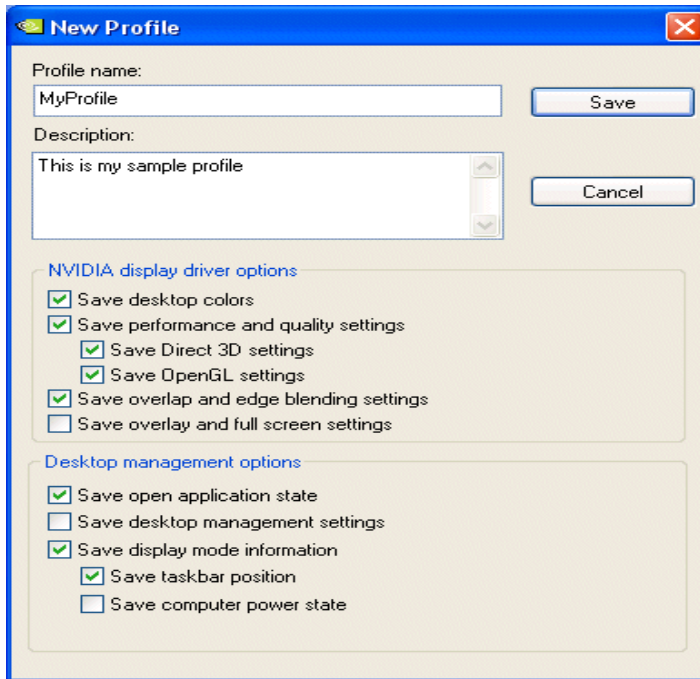 New Profile
Profile name:
MyProfile
Save
Description:
This is my sample profile
Cancel
NVIDIA display driver options
Save desktop colors
Save performance and quality settings
Save Direct 3D settings
Save OpenGL settings
Save overlap and edge blending settings
Save overlay and full screen settings
Desktop management options
Save open application state
Save desktop management settings
Save display mode information
Save taskbar position
Save computer power state